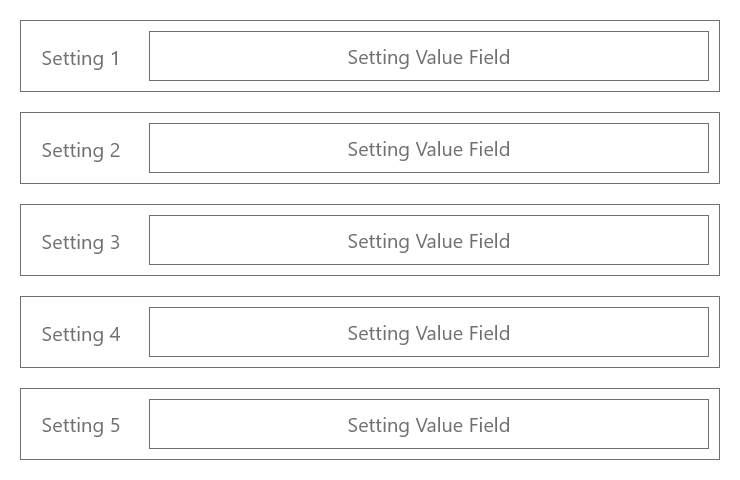 Setting 1 Setting Value Field
Setting 2 Setting Value Field
Setting 3 Setting Value Field
Setting 4 Setting Value Field
Setting 5 Setting Value Field